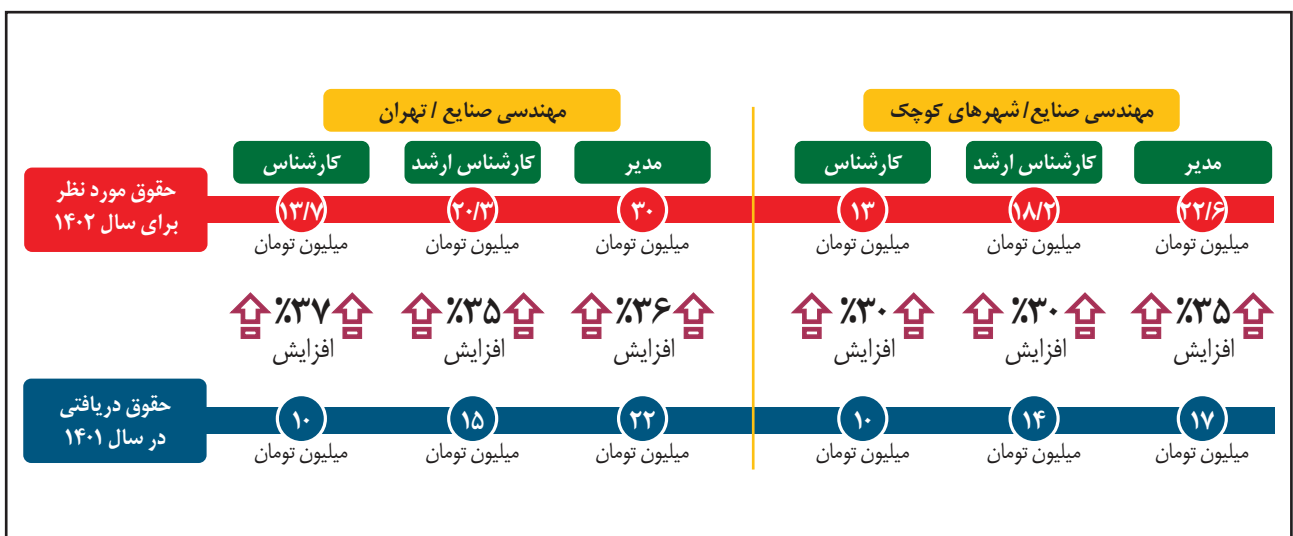 مهندسی صنایع/ شهرهای کوچک
مهندسی صنایع / تهران
مدیر
کارشناس ارشد
کارشناس
مدیر
کارشناس ارشد
کارشناس
حقوق مورد نظر
برای سال ۱۴۰۲
۲۲/۶
۱۸/۲
۱۳
۳۰
۲۰/۳
۱۳/۷
میلیون تومان
میلیون تومان
میلیون تومان
میلیون تومان
میلیون تومان
میلیون تومان
٪۳۵
٪۳۰
٪۳۰
٪۳۶
٪۳۵
٪۳۷
افزایش
افزایش
افزایش
افزایش
افزایش
افزایش
حقوق دریافتی
در سال ۱۴۰۱
۱۷
۱۴
۱۰
۲۲
۱۵
۱۰
میلیون تومان
میلیون تومان
میلیون تومان
میلیون تومان
میلیون تومان
میلیون تومان